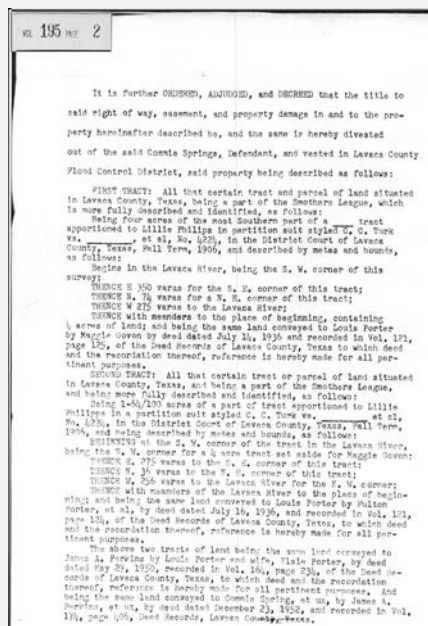 VOL 195 PAGE 2
It is further ORDERED, ADJUDGED, and DECREED that the title to
said right of way, easement, and property damage in and to the pro-
perty hereinafter described be, and the same is hereby divested
out of the said Commie Springs, Defendant, and vested in Lavaca County
Flood Control District, said property being described as follows:
FIRST TRACT: All that certain tract and parcel of land situated
in Lavaca County, Texas, being a part of the Smothers League, which
is more fully described and identified, as follows:
Being four acres of the most Southern part of a ____ tract
apportioned to Lillie Philips in partition suit styled C. C. Turk
vs. ______, et al, No. 4224, in the District Court of Lavaca
County, Texas, Fall Term, 1906, and described by metes and bounds,
as follows:
Begins in the Lavaca River, being the S. W. corner of this
survey;
THENCE E 350 varas for the S. E. corner of this tract;
THENCE N. 74 varas for a N. E. corner of this tract;
THENCE W 275 varas to the Lavaca River;
THENCE with meanders to the place of beginning, containing
4 acres of land; and being the same land conveyed to Louis Porter
by Maggie Govon by deed dated July 14, 1936 and recorded in Vol. 121,
page 125, of the Deed Records of Lavaca County, Texas, to which deed
and the recordation thereof, reference is hereby made for all per-
tinent purposes.
SECOND TRACT: All that certain tract or parcel of land situated
in Lavaca County, Texas, and being a part of the Smothers League,
and being more fully described and identified, as follows:
Being 1-64/100 acres of a part of tract apportioned to Lillie
Philipps in a partition suit styled C. C. Turk vs. ______ et al,
No. 4224, in the District Court of Lavaca County, Texas, Fall Term,
1906, and being described by metes and bounds, as follows:
BEGINNING at the S. W. corner of the tract in the Lavaca River,
being the N. W. corner for a 4 acre tract set aside for Maggie Govon;
THENCE E. 275 varas to the S. E. corner of this tract;
THENCE N. 36 varas to the N. E. corner of this tract;
THENCE W. 256 varas to the Lavaca River for the N. W. corner;
THENCE with meanders of the Lavaca River to the place of begin-
ning; and being the same land conveyed to Louis Porter by Fulton
Porter, et al, by deed dated July 16, 1936, and recorded in Vol. 121,
page 124, of the Deed Records of Lavaca County, Texas, to which deed
and the recordation thereof, reference is hereby made for all per-
tinent purposes.
The above two tracts of land being the same land conveyed to
James A. Perkins by Louis Porter and wife, Elsie Porter, by deed
dated May 29, 1950, recorded in Vol. 164, page 234, of the Deed Re-
cords of Lavaca County, Texas, to which deed and the recordation
thereof, reference is hereby made for all pertinent purposes. And
being the same land conveyed to Commie Spring, et ux, by James A.
Perkins, et ux, by deed dated December 23, 1952, and recorded in Vol.
174, page 406, Deed Records, Lavaca County, Texas.